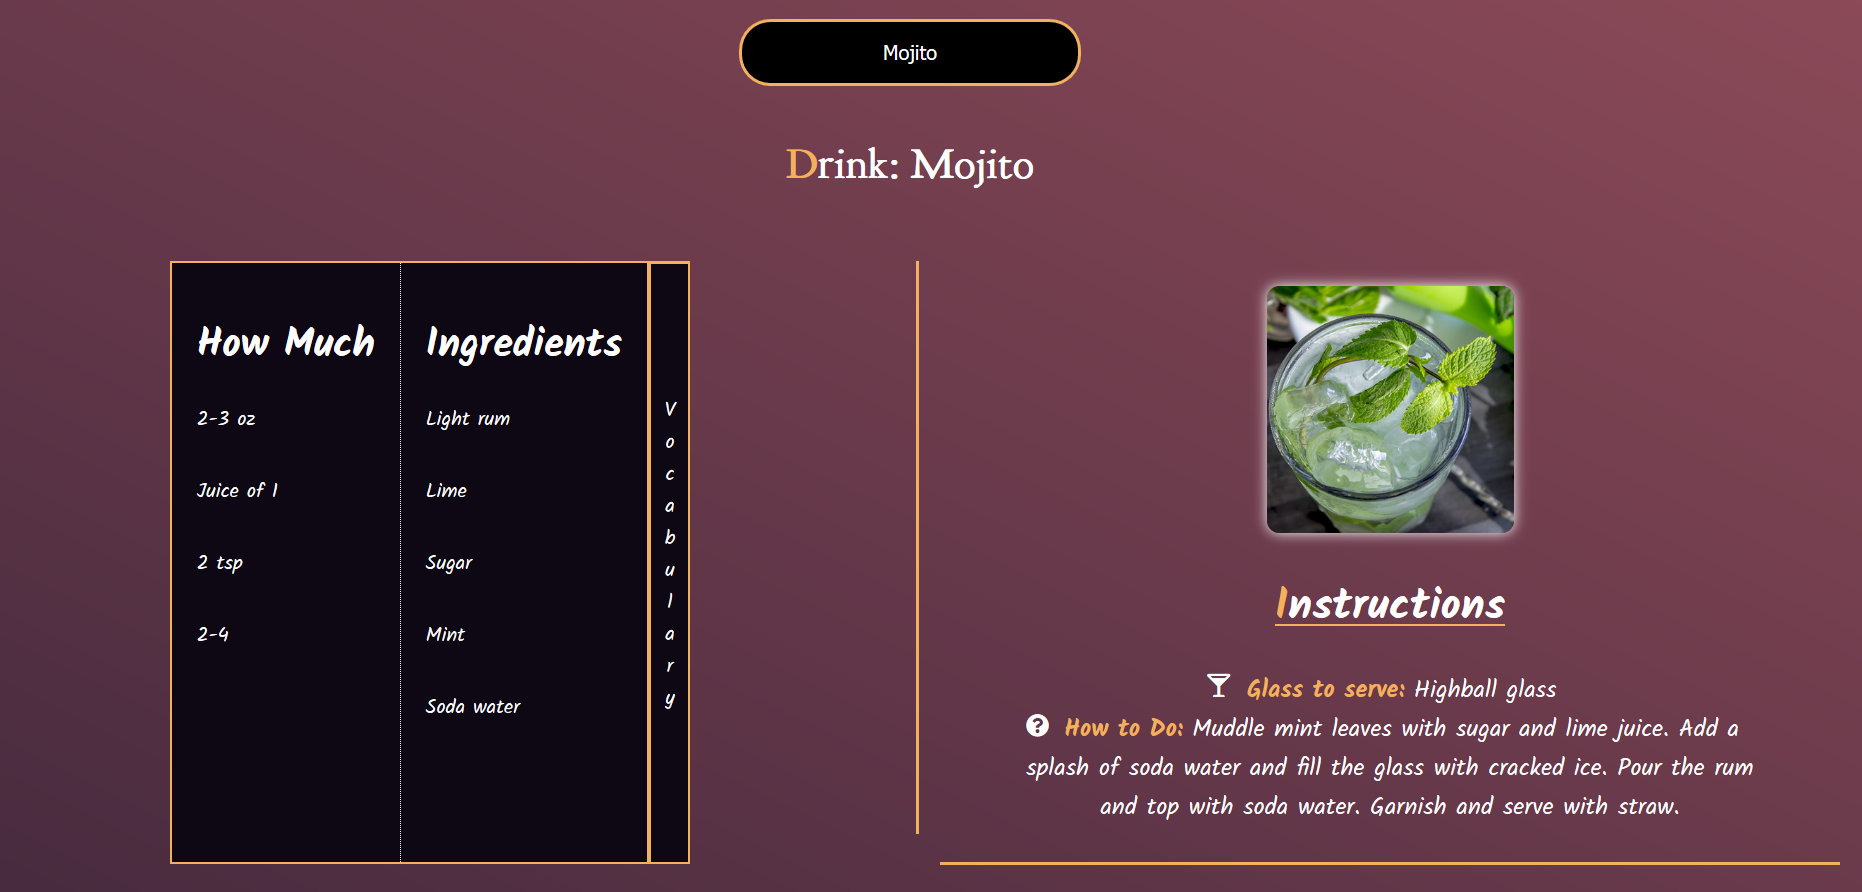 Mojito
Drink: Mojito
How Much
2-3 oz
Juice of 1
2 tsp
2-4
Ingredients
Light rum
Lime
Sugar
Mint
Soda water
Vocabulary
Instructions
Glass to serve: Highball glass
How to Do: Muddle mint leaves with sugar and lime juice. Add a
splash of soda water and fill the glass with cracked ice. Pour the rum
and top with soda water. Garnish and serve with straw.